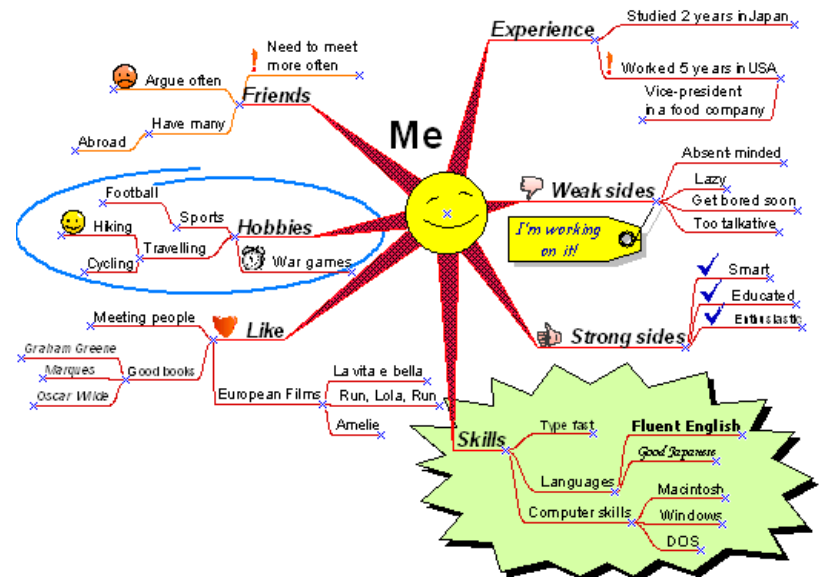 Me
Experience
Studied 2 years in Japan
Worked 5 years in USA
Vice-president
in a food company
Weak sides
Absent-minded
Lazy
Get bored soon
Too talkative
I'm working
on it!
Strong sides
Smart
Educated
Enthusiastic
Skills
Type fast
Languages
Fluent English
Good Japanese
Computer skills
Macintosh
Windows
DOS
Friends
Need to meet
more often
Argue often
Have many
Abroad
Hobbies
Sports
Football
Travelling
Hiking
Cycling
War games
Like
Meeting people
Good books
Graham Greene
Marques
Oscar Wilde
European Films
La vita e bella
Run, Lola, Run
Amelie